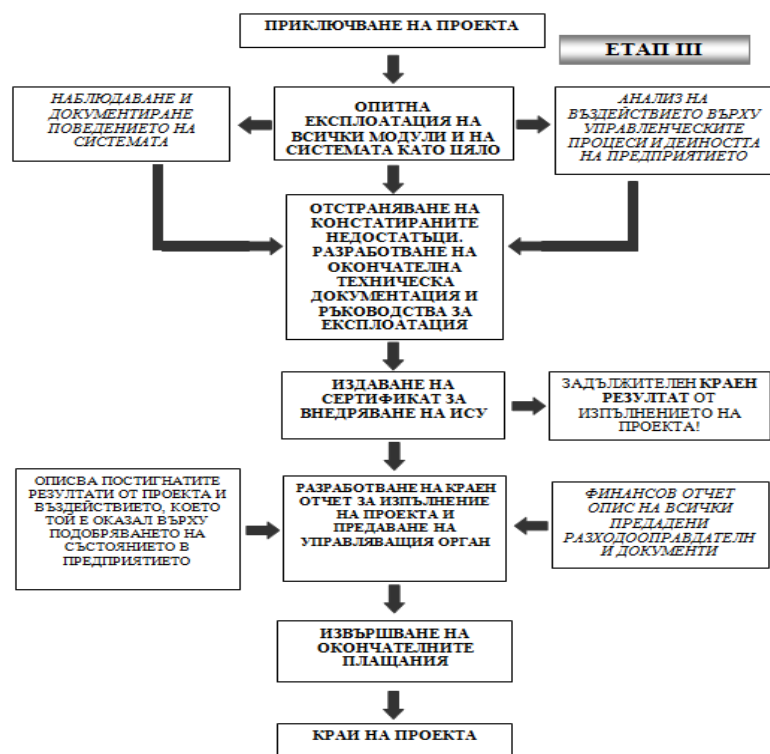 ПРИКЛЮЧВАНЕ НА ПРОЕКТА
ЕТАП III
НАБЛЮДАВАНЕ И
ДОКУМЕНТИРАНЕ
ПОВЕДЕНИЕТО НА
СИСТЕМАТА
ОПИТНА
ЕКСПЛОАТАЦИЯ НА
ВСИЧКИ МОДУЛИ И НА
СИСТЕМАТА КАТО ЦЯЛО
АНАЛИЗ НА
ВЪЗДЕЙСТВИЕТО ВЪРХУ
УПРАВЛЕНЧЕСКИТЕ
ПРОЦЕСИ И ДЕЙНОСТТА
НА ПРЕДПРИЯТИЕТО
ОТСТРАНЯВАНЕ НА
КОНСТАТИРАНИТЕ
НЕДОСТАТЪЦИ.
РАЗРАБОТВАНЕ НА
ОКОНЧАТЕЛНА
ТЕХНИЧЕСКА
ДОКУМЕНТАЦИЯ И
РЪКОВОДСТВА ЗА
ЕКСПЛОАТАЦИЯ
ИЗДАВАНЕ НА
СЕРТИФИКАТ ЗА
ВНЕДРЯВАНЕ НА ИСУ
ЗАДЪЛЖИТЕЛЕН КРАЕН
РЕЗУЛТАТ ОТ
ИЗПЪЛНЕНИЕТО НА
ПРОЕКТА!
ОПИСВА ПОСТИГНАТИТЕ
РЕЗУЛТАТИ ОТ ПРОЕКТА И
ВЪЗДЕЙСТВИЕТО, КОЕТО
ТОЙ Е ОКАЗАЛ ВЪРХУ
ПОДОБРЯВАНЕТО НА
СЪСТОЯНИЕТО В
ПРЕДПРИЯТИЕТО
РАЗРАБОТВАНЕ НА КРАЕН
ОТЧЕТ ЗА ИЗПЪЛНЕНИЕ
НА ПРОЕКТА И
ПРЕДАВАНЕ НА
УПРАВЛЯВАЩИЯ ОРГАН
ФИНАНСОВ ОТЧЕТ
ОПИС НА ВСИЧКИ
ПРЕДАДЕНИ
РАЗХОДООПРАВДАТЕЛН
И ДОКУМЕНТИ
ИЗВЪРШВАНЕ НА
ОКОНЧАТЕЛНИТЕ
ПЛАЩАНИЯ
КРАЙ НА ПРОЕКТА